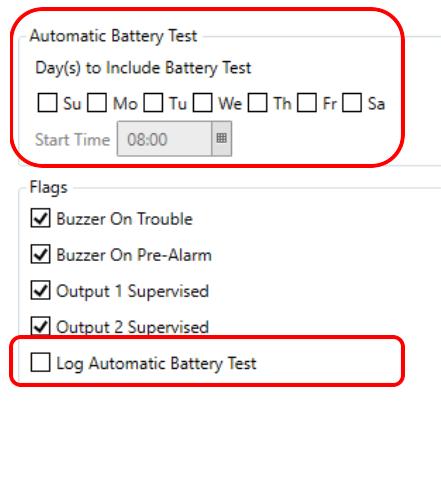 Automatic Battery Test
Day(s) to Include Battery Test
Su Mo Tu We Th Fr Sa
Start Time 08:00
Flags
Buzzer On Trouble
Buzzer On Pre-Alarm
Output 1 Supervised
Output 2 Supervised
Log Automatic Battery Test